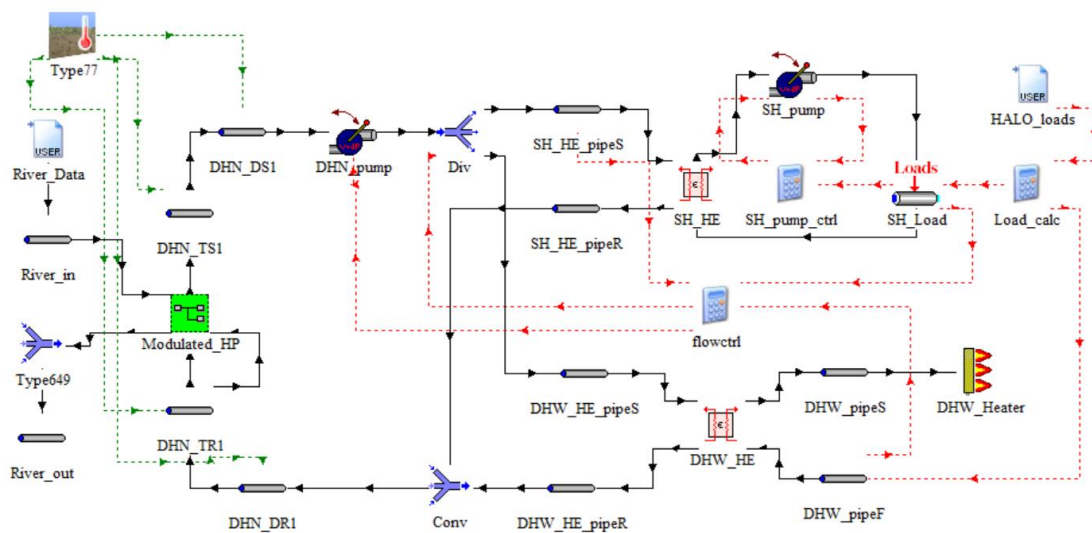 Type77
USER
River_Data
River_in
Type649
River_out
DHN_DS1
DHN_TS1
Modulated_HP
DHN_TR1
DHN_DR1
DHN_pump
Div
SH_HE_pipeS
SH_HE_pipeR
SH_HE
SH_pump
SH_pump_ctrl
Loads
SH_Load
USER
HALO_loads
Load_calc
flowctrl
DHW_HE_pipeS
DHW_HE
DHW_pipeS
DHW_Heater
Conv
DHW_HE_pipeR
DHW_pipeF